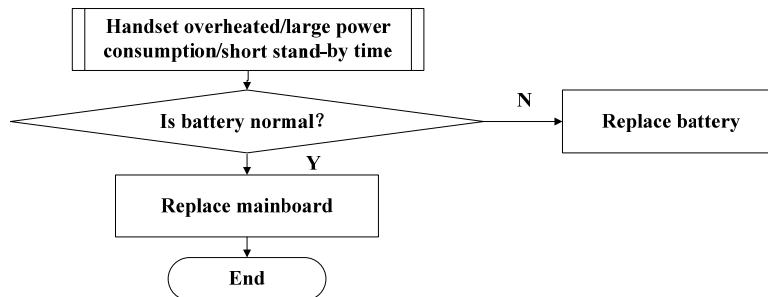 Handset overheated/large power
consumption/short stand-by time
Is battery normal?
N
Replace battery
Y
Replace mainboard
End